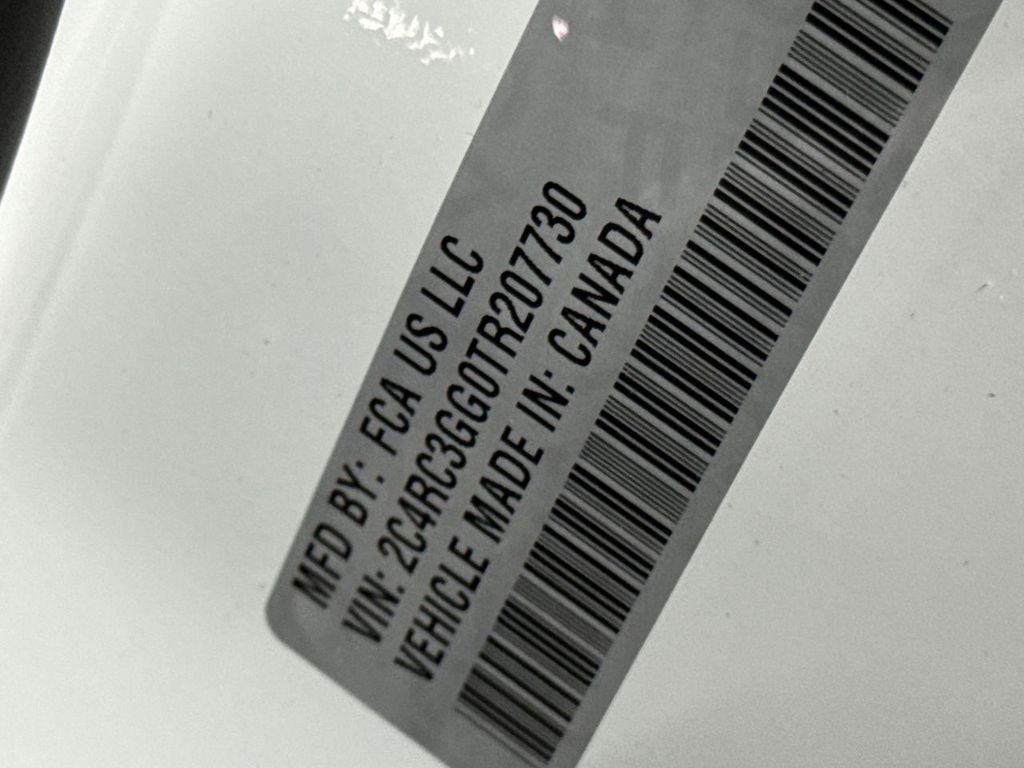 MFD BY: FCA US LLC
VIN: 2C4RC3GG0TR207730
VEHICLE MADE IN: CANADA